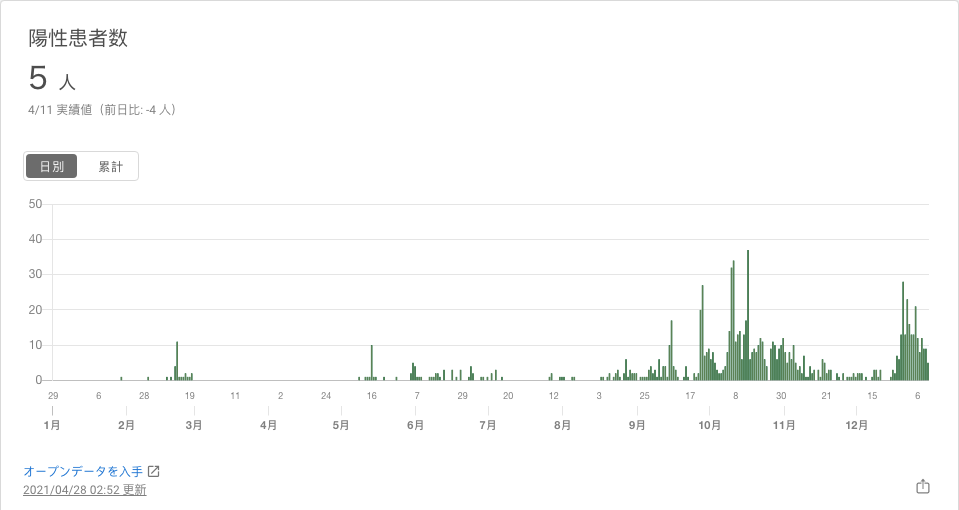 陽性患者数
5 人
4/11 実績値（前日比: -4 人）
日別 累計
50
40
30
20
10
0
29 6 28 19 11 2 24 16 7 29 20 12 3 25 17 8 30 21 15 6
1月 2月 3月 4月 5月 6月 7月 8月 9月 10月 11月 12月
オープンデータを入手
2021/04/28 02:52 更新